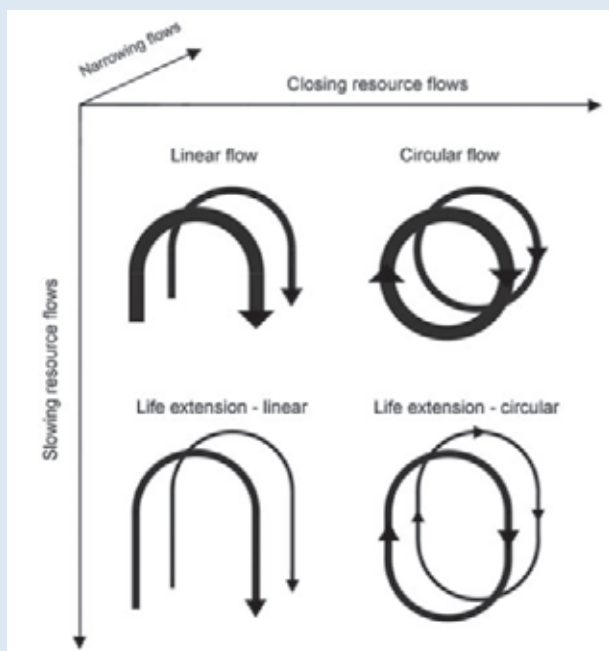 Narrowing flows
Closing resource flows
Linear flow
Circular flow
Slowing resource flows
Life extension - linear
Life extension - circular